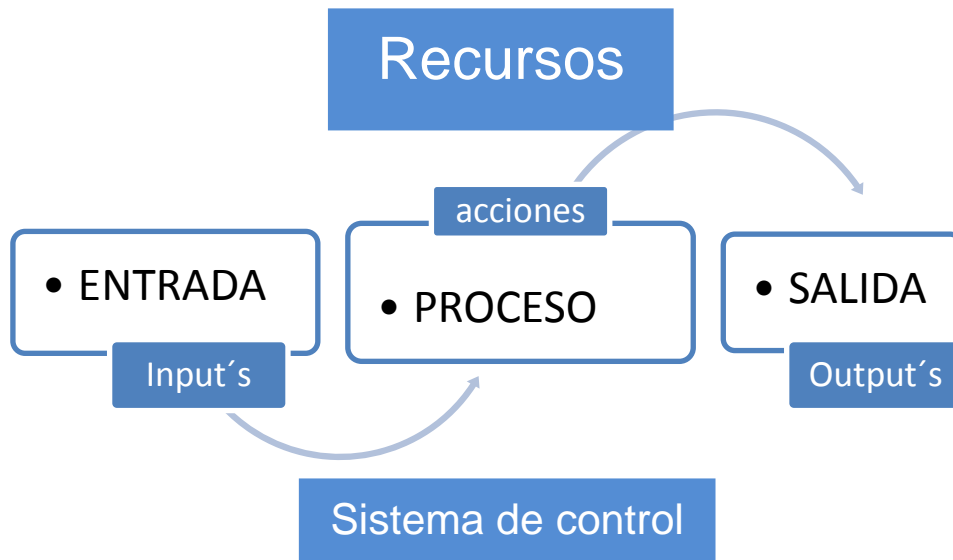 Recursos
acciones
• ENTRADA
• PROCESO
• SALIDA
Input´s
Output´s
Sistema de control